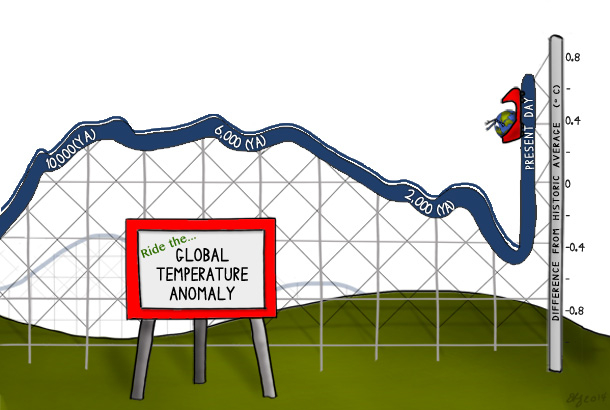 10,000 (YA)
6,000 (YA)
2,000 (YA)
PRESENT DAY
Ride the...
GLOBAL
TEMPERATURE
ANOMALY
DIFFERENCE FROM HISTORIC AVERAGE (°C)
0.8
-
0.4
-
0
-
-0.4
-
-0.8